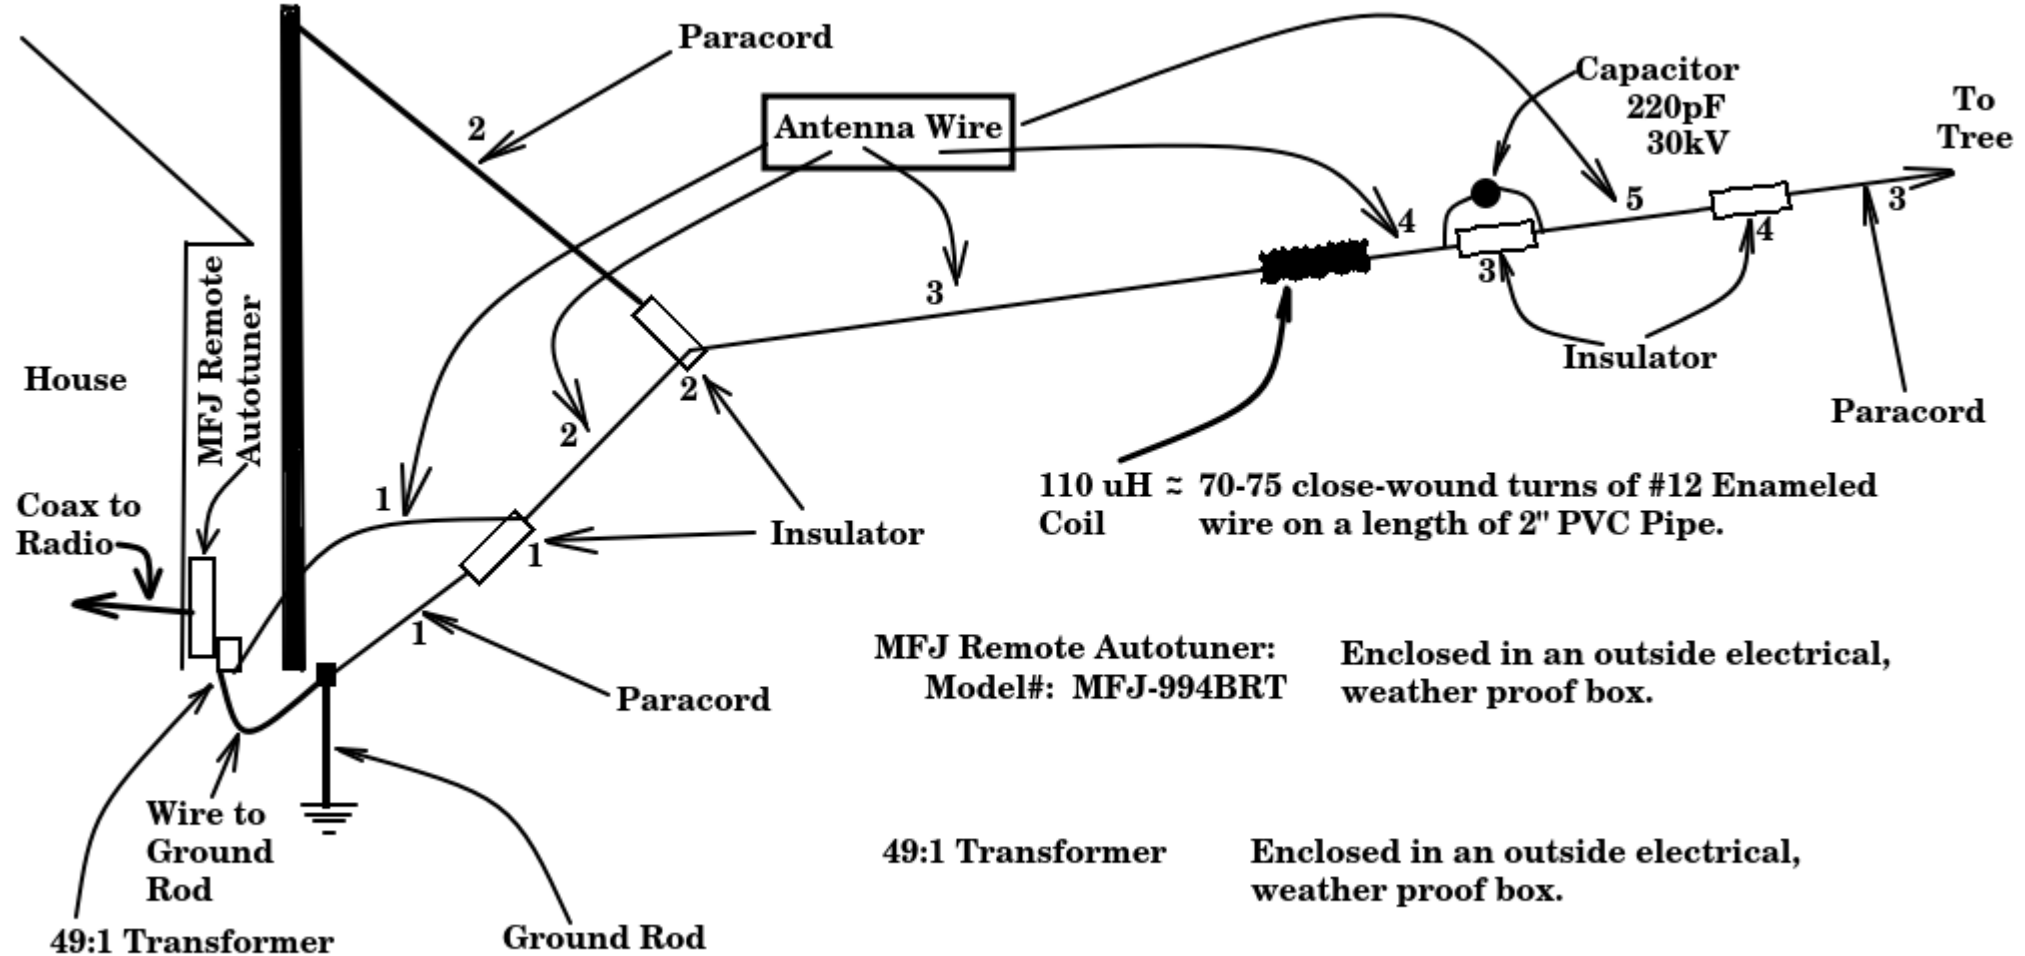 Paracord
2
Antenna Wire
Capacitor
220pF
30kV
To
Tree
5
4
3
4
3
3
Insulator
Paracord
House
MFJ Remote
Autotuner
2
2
1
1
Insulator
Coax to
Radio
110 uH ≈ 70-75 close-wound turns of #12 Enameled
Coil wire on a length of 2" PVC Pipe.
1
Paracord
MFJ Remote Autotuner:
Model#: MFJ-994BRT
Enclosed in an outside electrical,
weather proof box.
Wire to
Ground
Rod
49:1 Transformer
Ground Rod
49:1 Transformer
Enclosed in an outside electrical,
weather proof box.